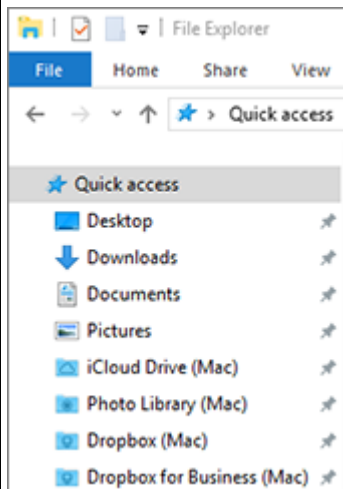 File Explorer
File Home Share View
Quick access
Quick access
Desktop
Downloads
Documents
Pictures
iCloud Drive (Mac)
Photo Library (Mac)
Dropbox (Mac)
Dropbox for Business (Mac)